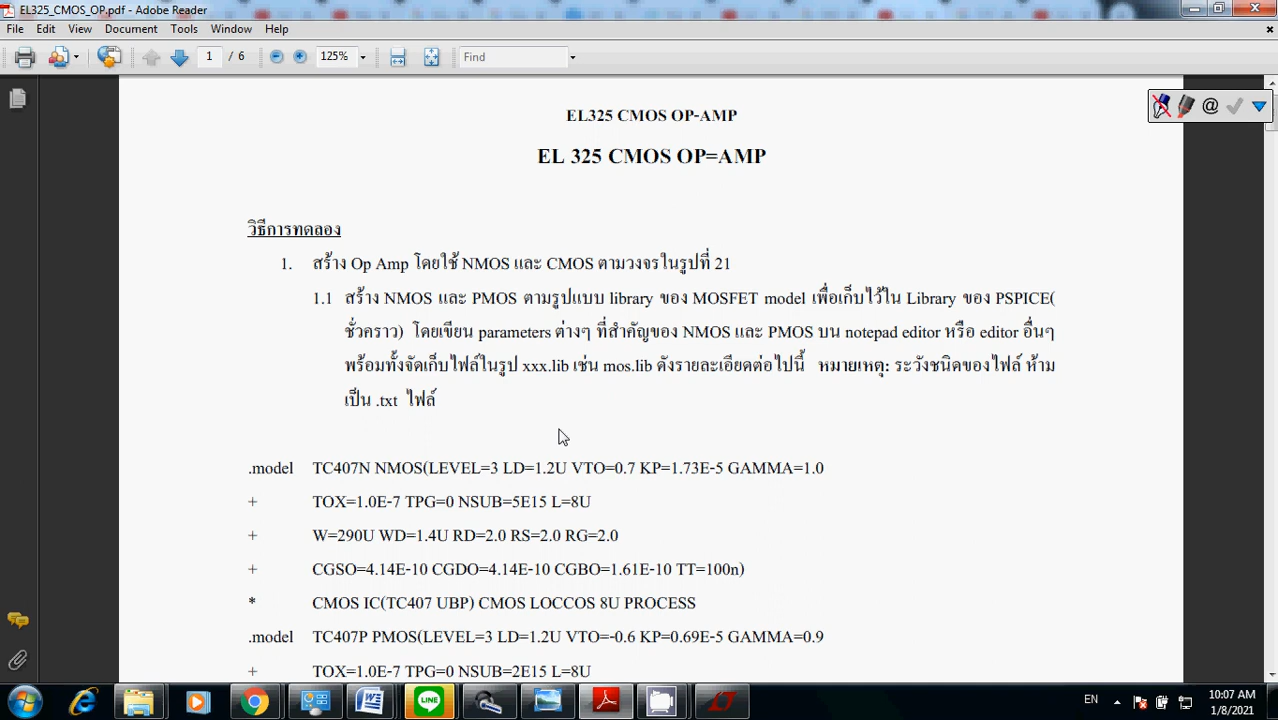 EL325_CMOS_OP.pdf - Adobe Reader
File Edit View Document Tools Window Help
1 / 6 125% Find
EL325 CMOS OP-AMP
EL 325 CMOS OP=AMP
วิธีการทดลอง
1. สร้าง Op Amp โดยใช้ NMOS และ CMOS ตามวงจรในรูปที่ 21
1.1 สร้าง NMOS และ PMOS ตามรูปแบบ library ของ MOSFET model เพื่อเก็บไว้ใน Library ของ PSPICE(
ชั่วคราว) โดยเขียน parameters ต่างๆ ที่สำคัญของ NMOS และ PMOS บน notepad editor หรือ editor อื่นๆ
พร้อมทั้งจัดเก็บไฟล์ในรูป xxx.lib เช่น mos.lib ดังรายละเอียดต่อไปนี้ หมายเหตุ: ระวังชนิดของไฟล์ ห้าม
เป็น .txt ไฟล์
.model TC407N NMOS(LEVEL=3 LD=1.2U VTO=0.7 KP=1.73E-5 GAMMA=1.0
+ TOX=1.0E-7 TPG=0 NSUB=5E15 L=8U
+ W=290U WD=1.4U RD=2.0 RS=2.0 RG=2.0
+ CGSO=4.14E-10 CGDO=4.14E-10 CGBO=1.61E-10 TT=100n)
* CMOS IC(TC407 UBP) CMOS LOCCOS 8U PROCESS
.model TC407P PMOS(LEVEL=3 LD=1.2U VTO=-0.6 KP=0.69E-5 GAMMA=0.9
+ TOX=1.0E-7 TPG=0 NSUB=2E15 L=8U
LINE
EN
10:07 AM
1/8/2021